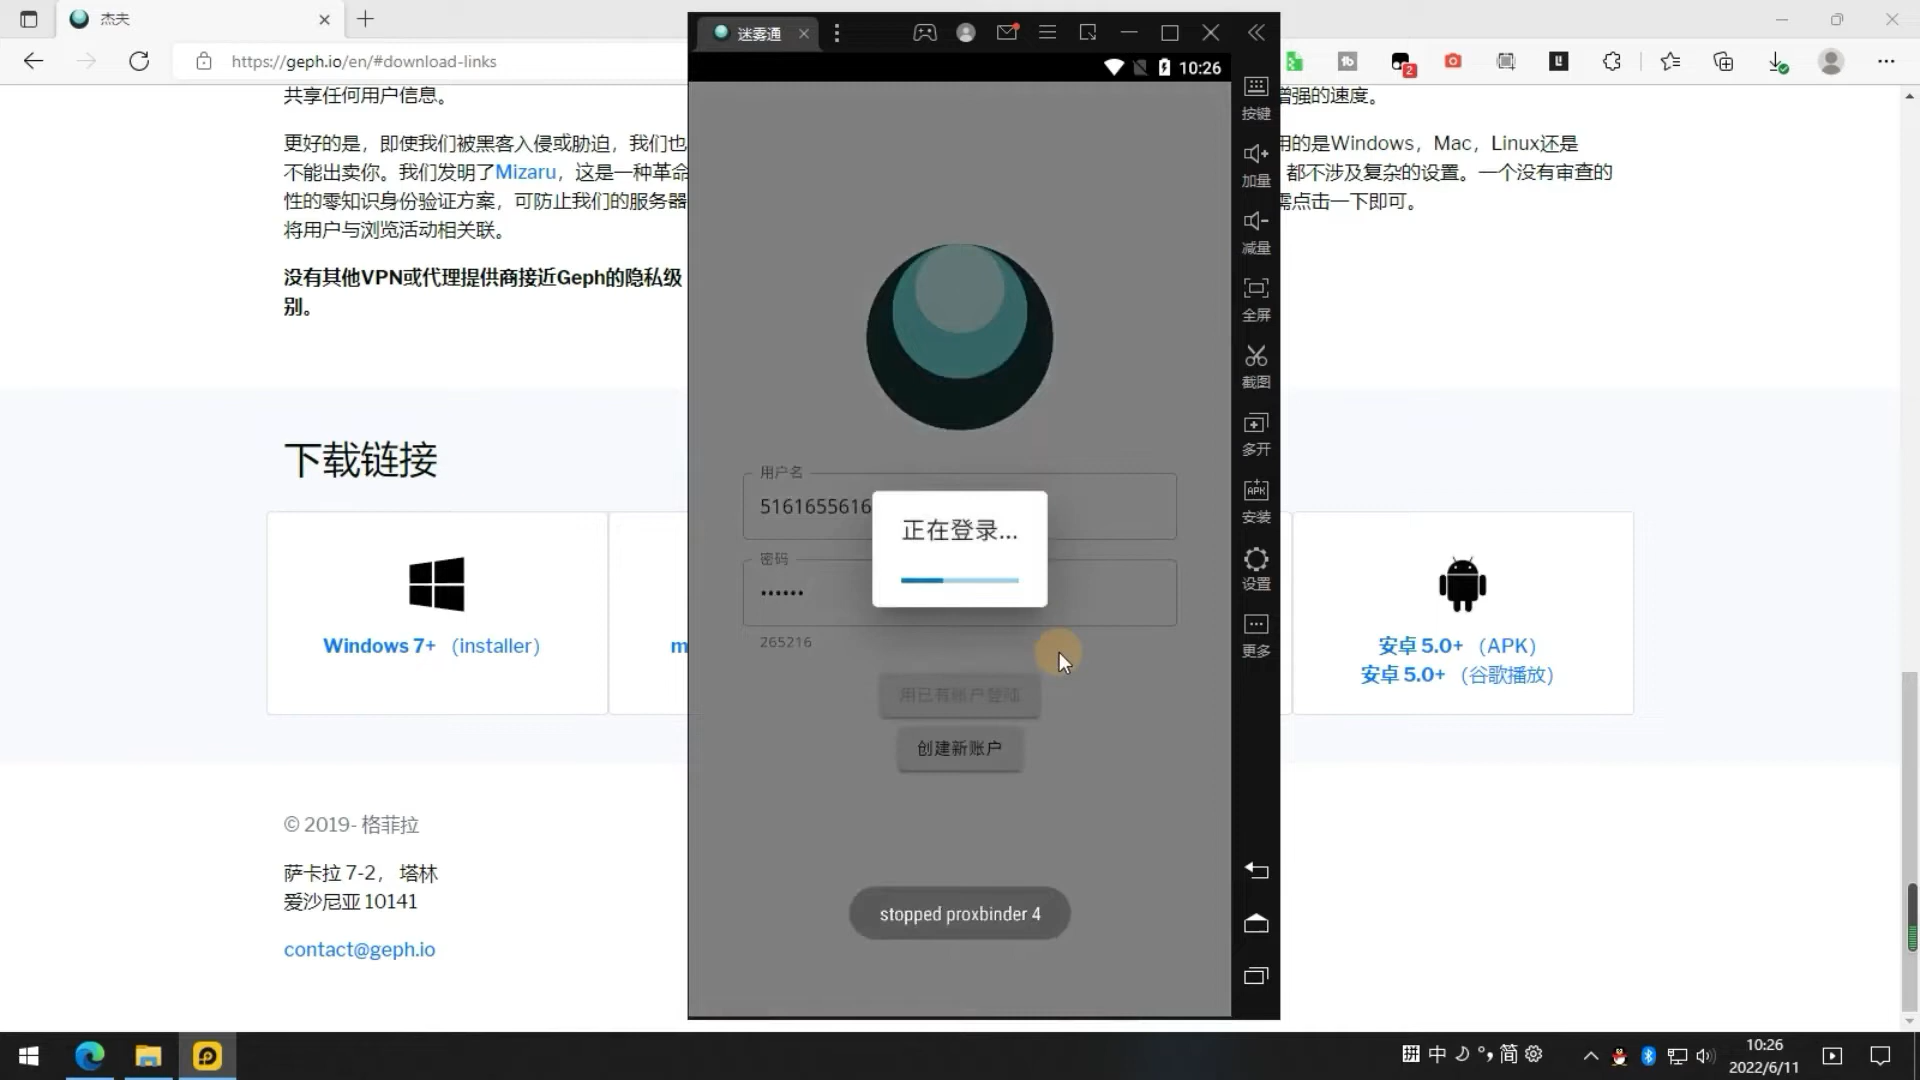 杰夫
https://geph.io/en/#download-links
2
共享任何用户信息。
更好的是，即使我们被黑客入侵或胁迫，我们也
不能出卖你。我们发明了Mizaru，这是一种革命
性的零知识身份验证方案，可防止我们的服务器
将用户与浏览活动相关联。
没有其他VPN或代理提供商接近Geph的隐私级
别。
增强的速度。
用的是Windows，Mac，Linux还是
都不涉及复杂的设置。一个没有审查的
需点击一下即可。
下载链接
Windows 7+ （installer）
m
安卓 5.0+ （APK）
安卓 5.0+ （谷歌播放）
© 2019- 格菲拉
萨卡拉 7-2， 塔林
爱沙尼亚 10141
contact@geph.io
迷雾通
10:26
用户名
5161655616
正在登录...
密码
••••••
265216
用已有账户登陆
创建新账户
stopped proxbinder 4
按键
加量
减量
全屏
截图
多开
APK
安装
设置
更多
拼 中 简
10:26
2022/6/11